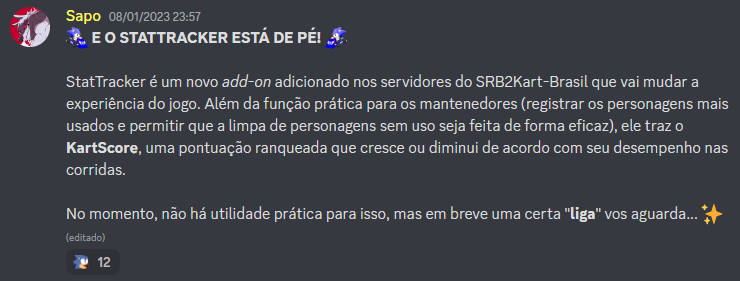 Sapo 08/01/2023 23:57
E O STATTRACKER ESTÁ DE PÉ!
StatTracker é um novo add-on adicionado nos servidores do SRB2Kart-Brasil que vai mudar a
experiência do jogo. Além da função prática para os mantenedores (registrar os personagens mais
usados e permitir que a limpa de personagens sem uso seja feita de forma eficaz), ele traz o
KartScore, uma pontuação ranqueada que cresce ou diminui de acordo com seu desempenho nas
corridas.
No momento, não há utilidade prática para isso, mas em breve uma certa "liga" vos aguarda...
(editado)
12